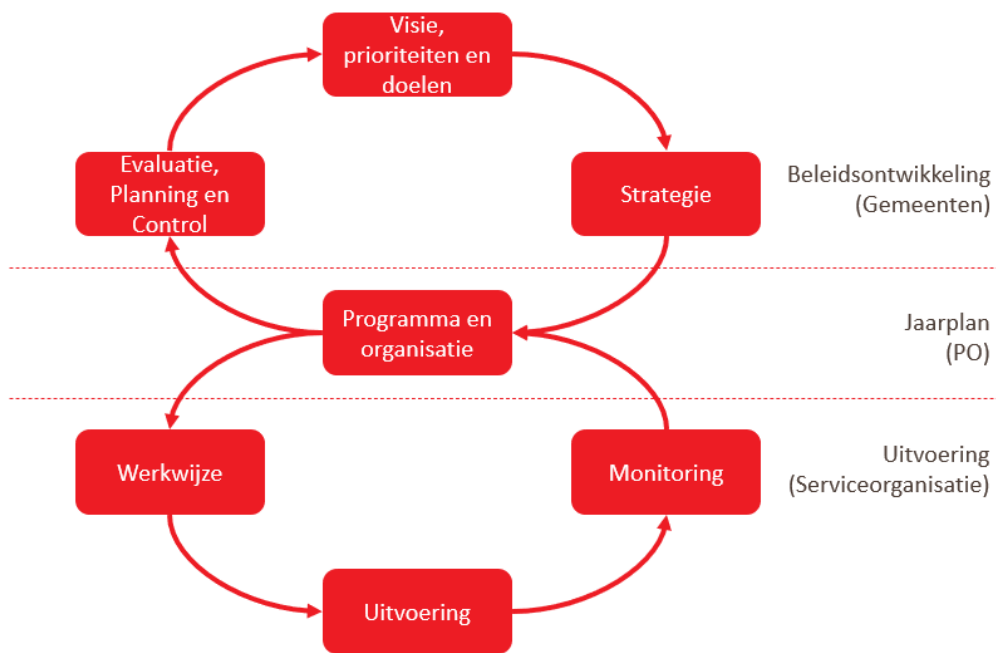 Visie,
prioriteiten en
doelen
Evaluatie,
Planning en
Control
Strategie
Beleidsontwikkeling
(Gemeenten)
Programma en
organisatie
Jaarplan
(PO)
Werkwijze
Monitoring
Uitvoering
(Serviceorganisatie)
Uitvoering